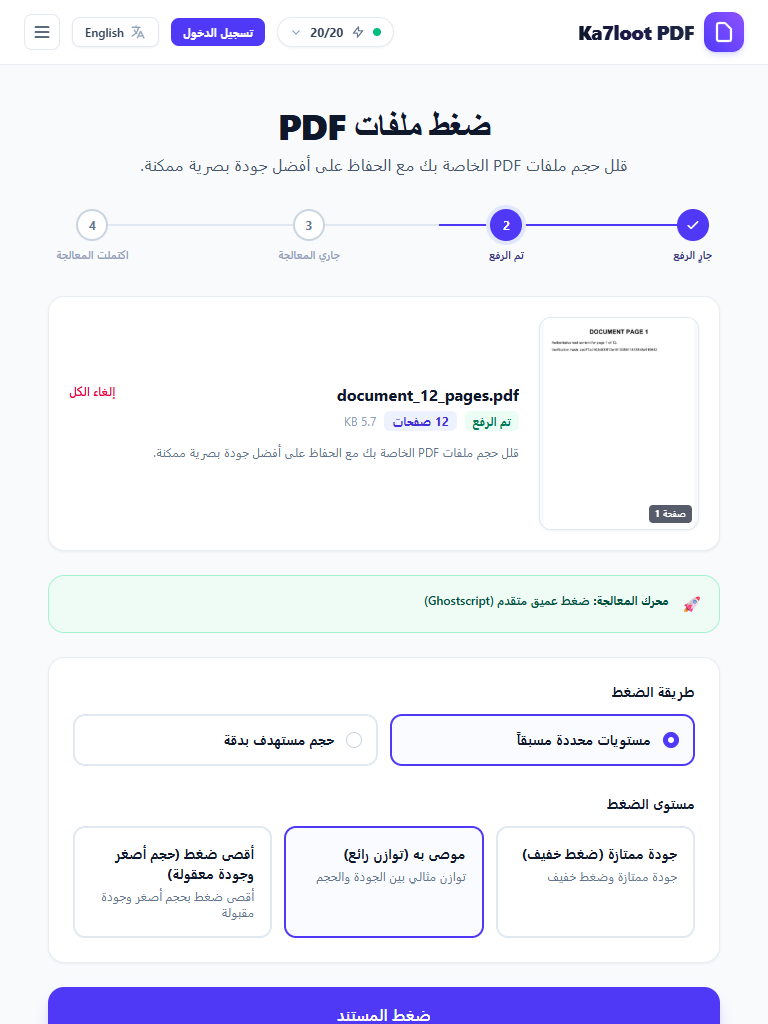 Ka7loot PDF
20/20
تسجيل الدخول
English
ضغط ملفات PDF
قلل حجم ملفات PDF الخاصة بك مع الحفاظ على أفضل جودة بصرية ممكنة.
2
3
4
جارٍ الرفع
تم الرفع
جاري المعالجة
اكتملت المعالجة
DOCUMENT PAGE 1
صفحة 1
document_12_pages.pdf
إلغاء الكل
تم الرفع
12 صفحات
5.7 KB
قلل حجم ملفات PDF الخاصة بك مع الحفاظ على أفضل جودة بصرية ممكنة.
محرك المعالجة: ضغط عميق متقدم (Ghostscript)
طريقة الضغط
مستويات محددة مسبقاً
حجم مستهدف بدقة
مستوى الضغط
جودة ممتازة (ضغط خفيف)
جودة ممتازة وضغط خفيف
موصى به (توازن رائع)
توازن مثالي بين الجودة والحجم
أقصى ضغط (حجم أصغر
وجودة معقولة)
أقصى ضغط بحجم أصغر وجودة
مقبولة
ضغط المستند